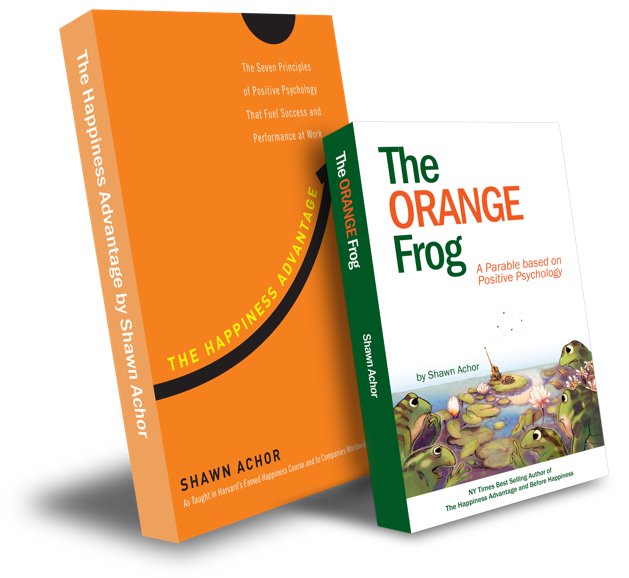 The Happiness Advantage by Shawn Achor
The Seven Principles
of Positive Psychology
That Fuel Success and
Performance at Work
THE HAPPINESS ADVANTAGE
SHAWN ACHOR
As Taught in Harvard's Famed Happiness Course and to Companies
The ORANGE Frog
Shawn Achor
The
ORANGE
Frog
A Parable based on
Positive Psychology
by Shawn Achor
NY Times Best Selling Author of
The Happiness Advantage and Before Happiness